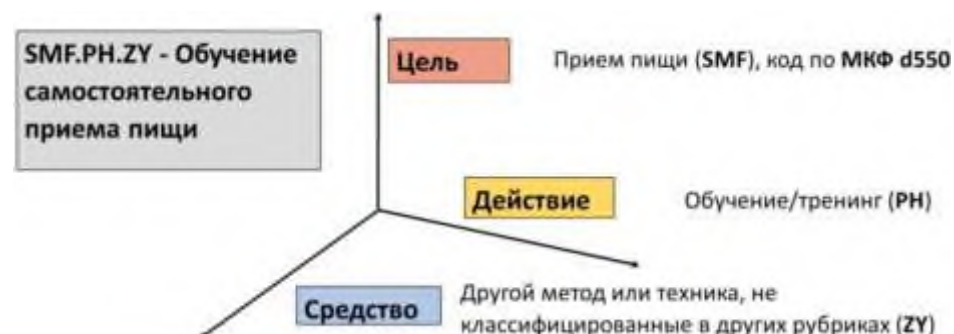 SMF.PH.ZY - Обучение
самостоятельного
приема пищи
Цель
Прием пищи (SMF), код по МКФ d550
Действие
Обучение/тренинг (PH)
Средство
Другой метод или техника, не
классифицированные в других рубриках (ZY)